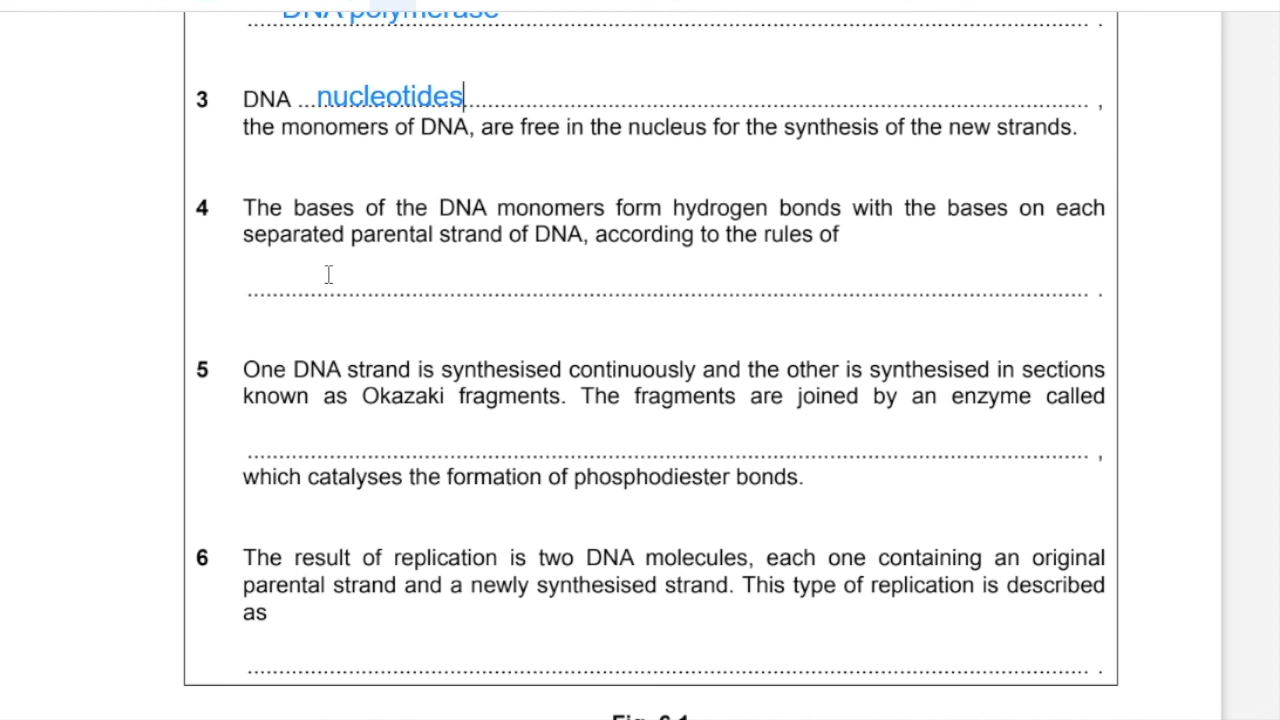 DNA polymerase
3 DNA ...nucleotides.................... ,
the monomers of DNA, are free in the nucleus for the synthesis of the new strands.
4 The bases of the DNA monomers form hydrogen bonds with the bases on each
separated parental strand of DNA, according to the rules of
.................... .
5 One DNA strand is synthesised continuously and the other is synthesised in sections
known as Okazaki fragments. The fragments are joined by an enzyme called
.................... ,
which catalyses the formation of phosphodiester bonds.
6 The result of replication is two DNA molecules, each one containing an original
parental strand and a newly synthesised strand. This type of replication is described
as
.................... .
Fig. 6.1